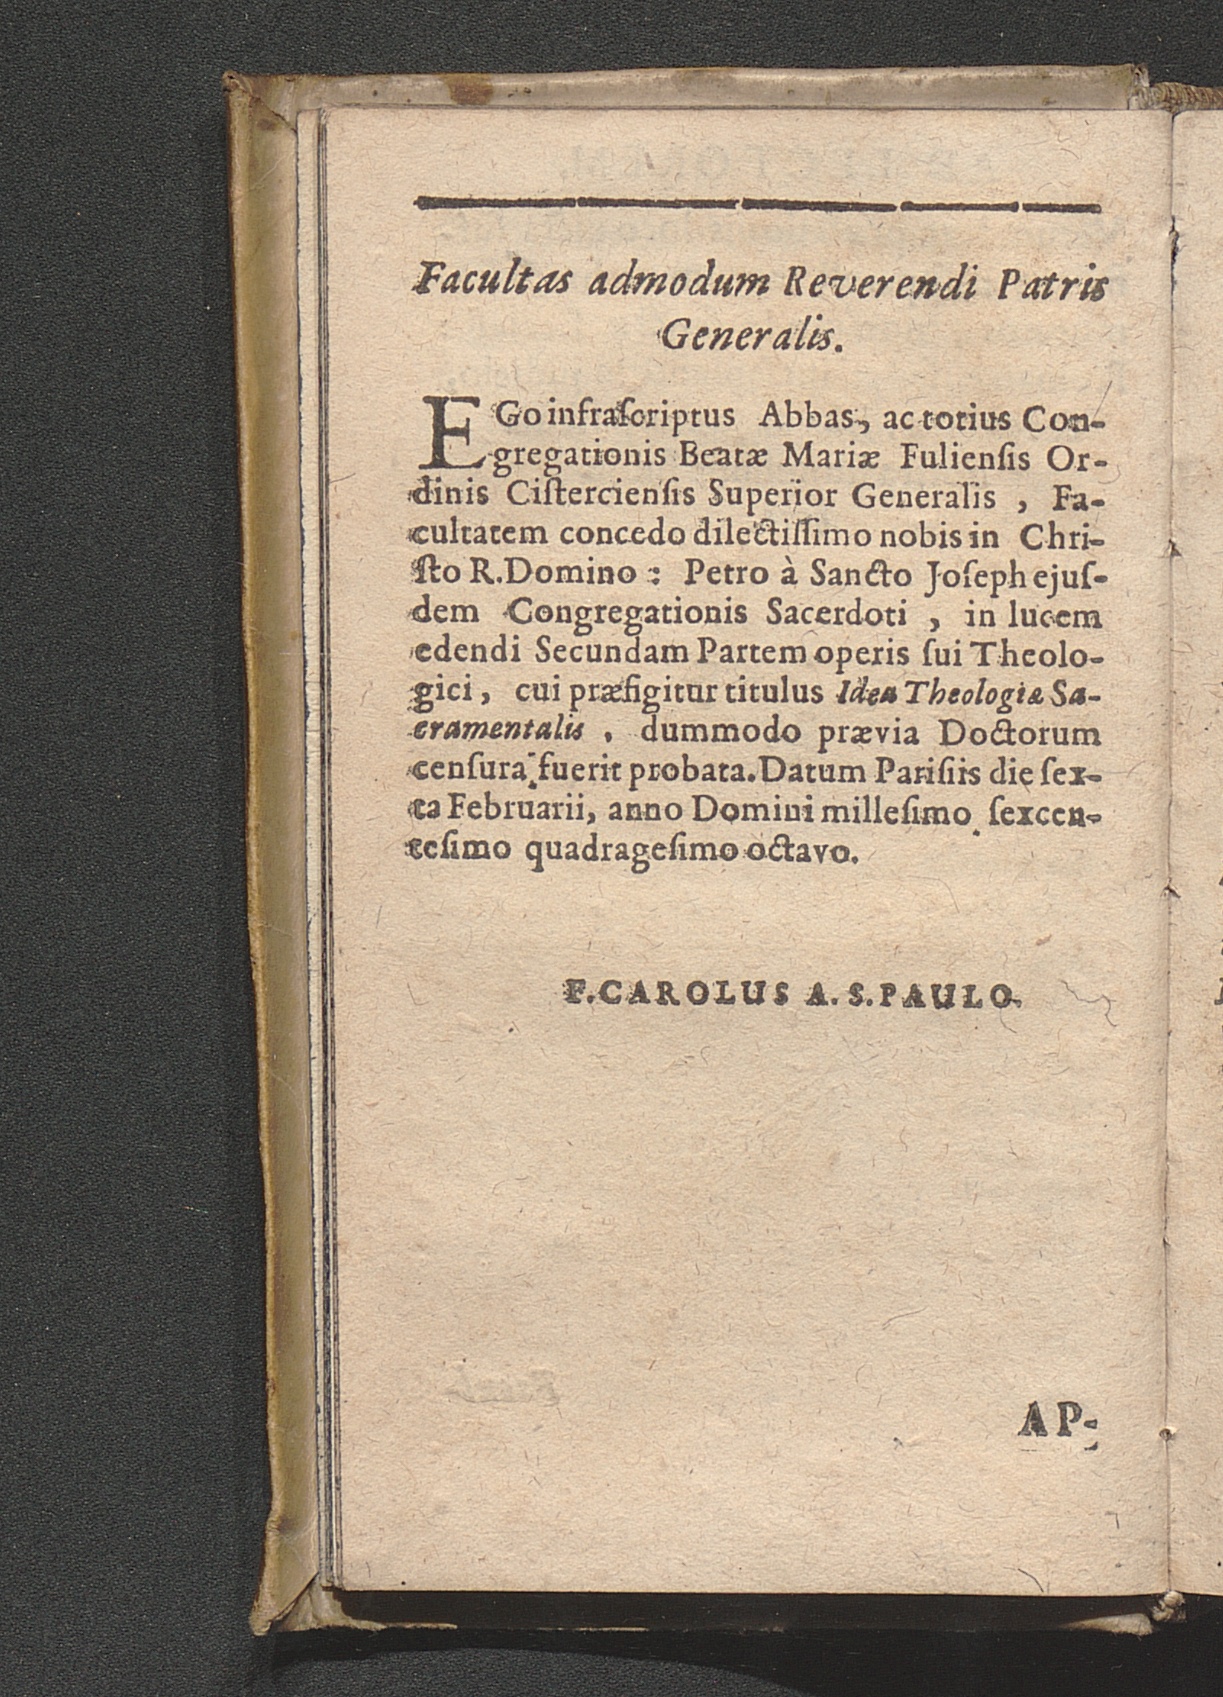 Facultas admodum Reverendi Patris
Generalis.
EGo infraſcriptus Abbas, ac totius Con-
gregationis Beatæ Mariæ Fulienſis Or-
dinis Ciſtercienſis Superior Generalis , Fa-
cultatem concedo dilectiſſimo nobis in Chri-
ſto R. Domino : Petro à Sancto Joſeph ejuſ-
dem Congregationis Sacerdoti , in lucem
edendi Secundam Partem operis ſui Theolo-
gici, cui præfigitur titulus Idea Theologiæ Sa-
cramentalis , dummodo prævia Doctorum
cenſura fuerit probata. Datum Pariſiis die ſex-
ta Februarii, anno Domini milleſimo ſexcen-
teſimo quadrageſimo octavo.
F. CAROLUS A. S. PAULO.
AP-